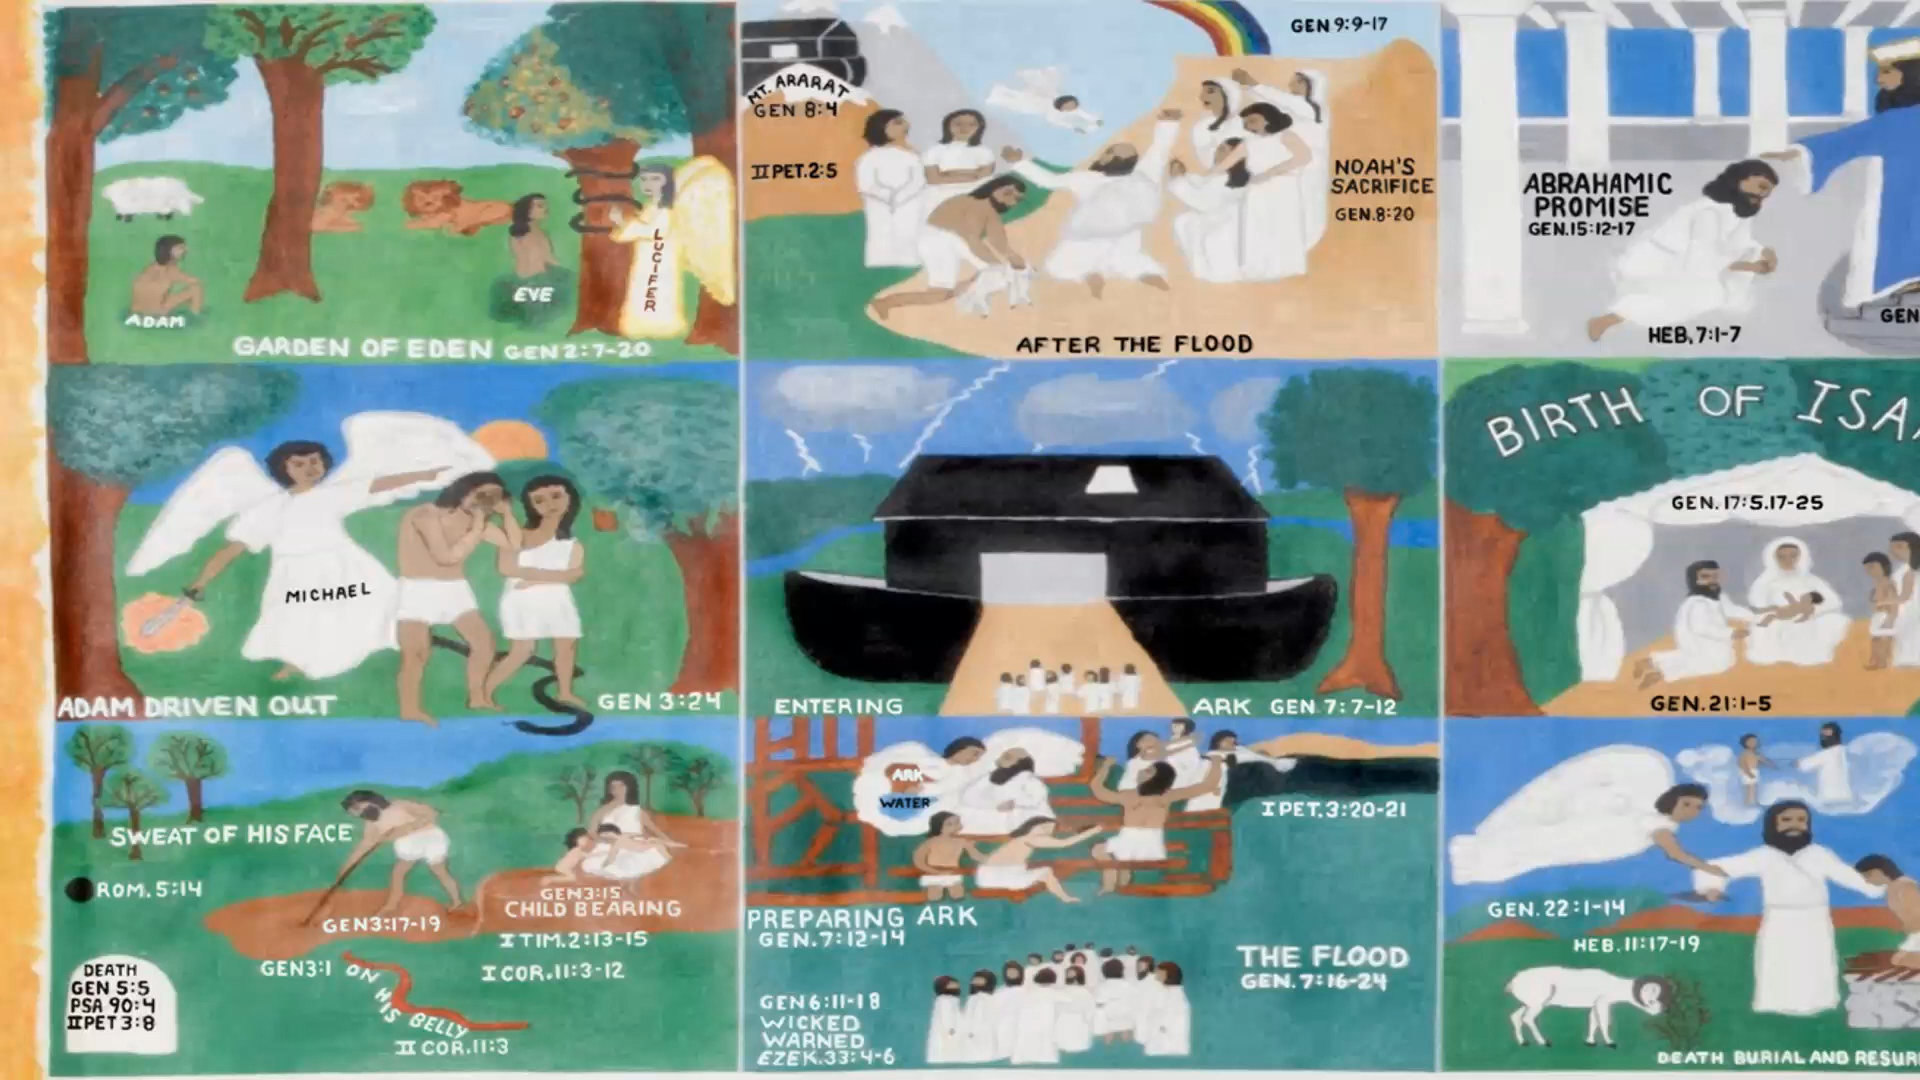 LUCIFER
EVE
ADAM
GARDEN OF EDEN GEN 2:7-20
MICHAEL
ADAM DRIVEN OUT
GEN 3:24
SWEAT OF HIS FACE
ROM. 5:14
GEN3:17-19
GEN3:15
CHILD BEARING
I TIM.2:13-15
I COR.11:3-12
GEN3:1 ON HIS BELLY
II COR.11:3
DEATH
GEN 5:5
PSA 90:4
II PET 3:8
GEN 9:9-17
MT. ARARAT
GEN 8:4
II PET.2:5
NOAH'S
SACRIFICE
GEN.8:20
AFTER THE FLOOD
ENTERING ARK GEN 7:7-12
ARK
WATER
I PET.3:20-21
PREPARING ARK
GEN.7:12-14
THE FLOOD
GEN.7:16-24
GEN6:11-18
WICKED
WARNED
EZEK.33:4-6
ABRAHAMIC
PROMISE
GEN.15:12-17
HEB.7:1-7
GEN
BIRTH OF ISA
GEN.17:5.17-25
GEN.21:1-5
GEN.22:1-14
HEB.11:17-19
DEATH BURIAL AND RESUR